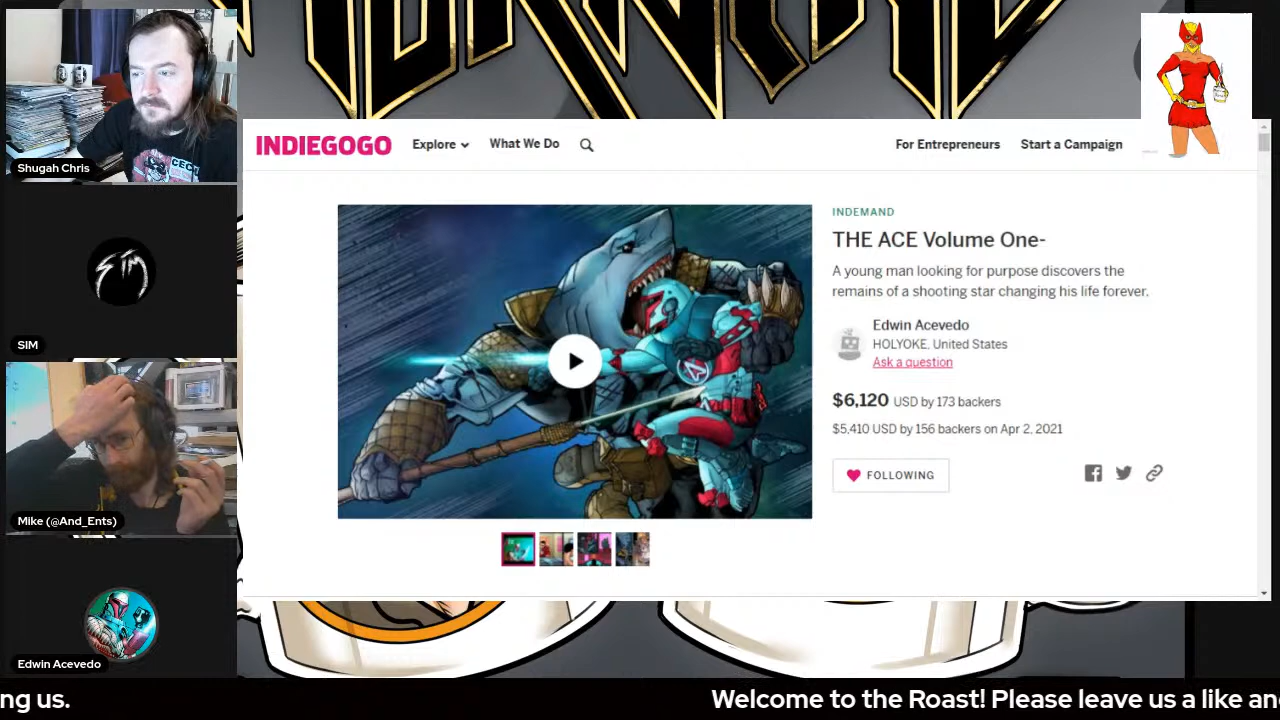 Shugah Chris
SIM
SIM
Mike (@And_Ents)
Edwin Acevedo
INDIEGOGO
Explore
What We Do
For Entrepreneurs
Start a Campaign
INDEMAND
THE ACE Volume One-
A young man looking for purpose discovers the
remains of a shooting star changing his life forever.
Edwin Acevedo
HOLYOKE, United States
Ask a question
$6,120 USD by 173 backers
$5,410 USD by 156 backers on Apr 2, 2021
FOLLOWING
ng us.
Welcome to the Roast! Please leave us a like an